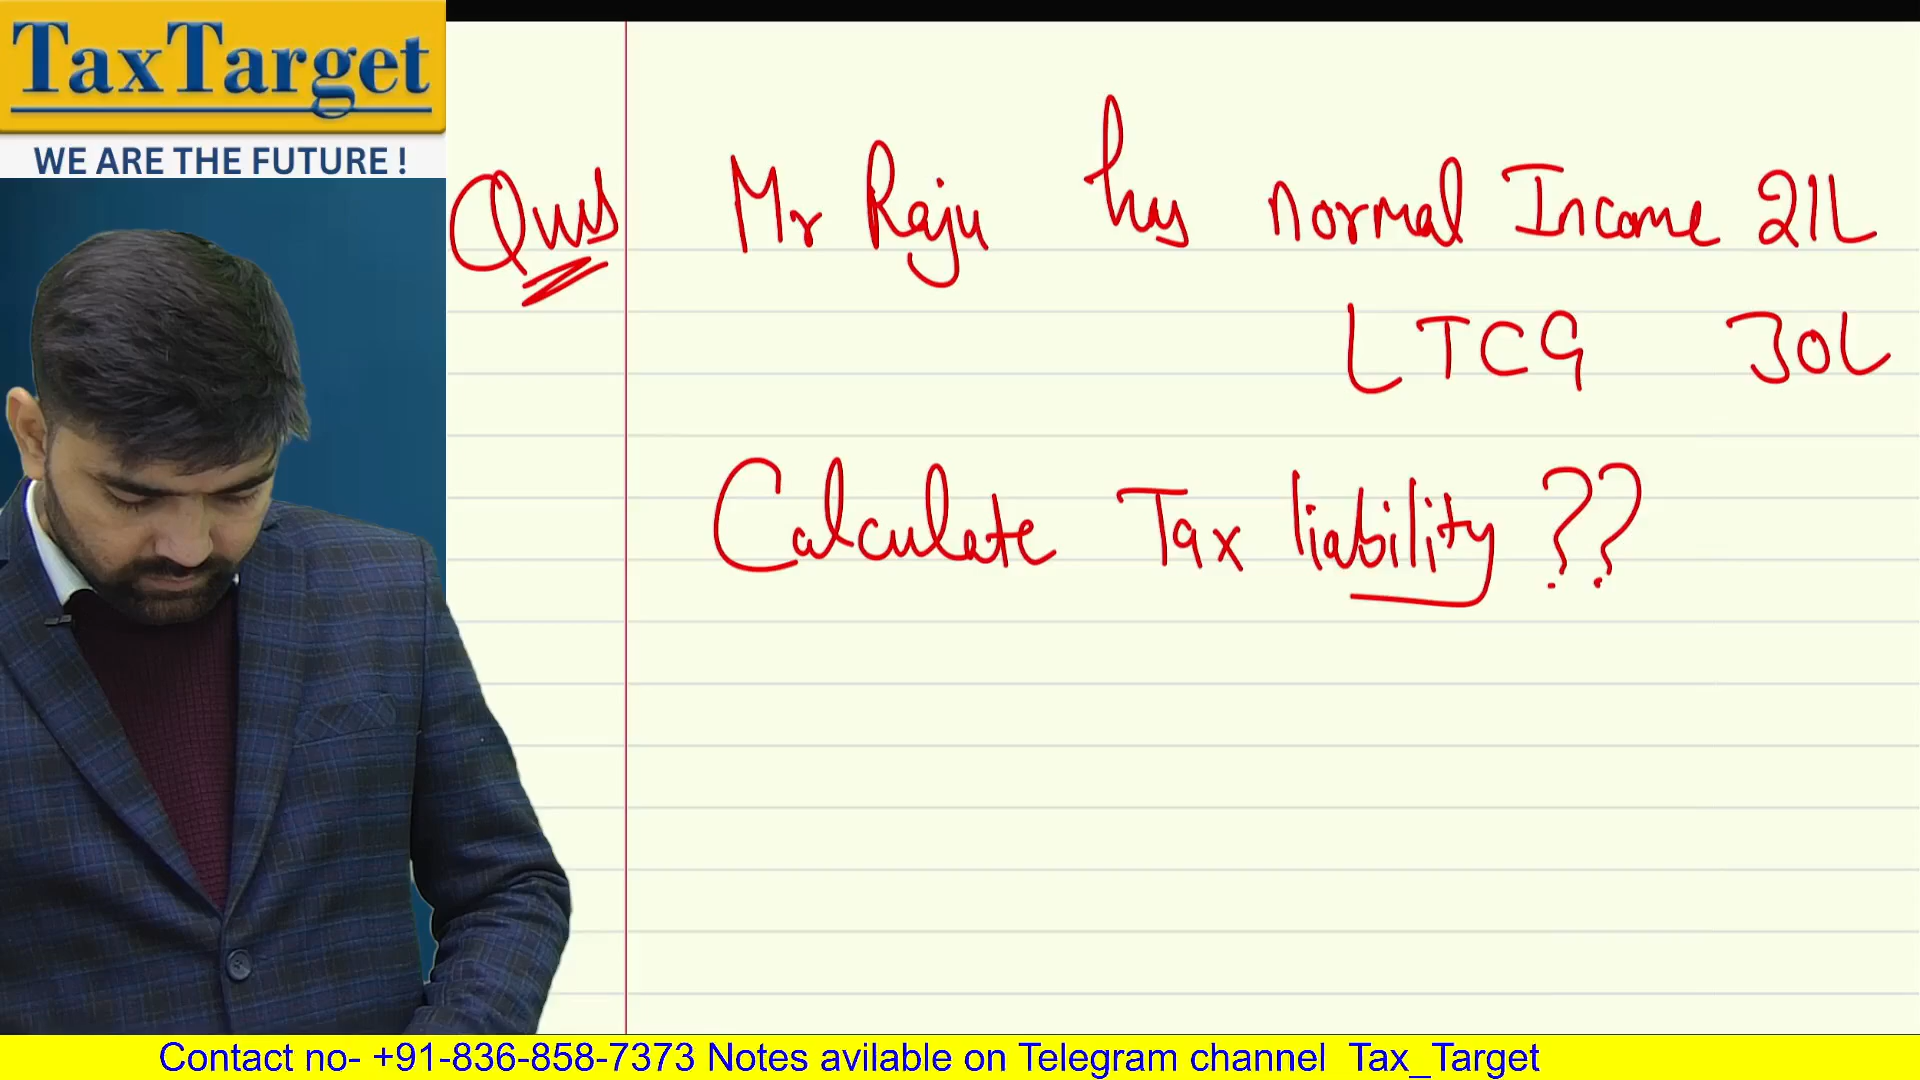 TaxTarget
WE ARE THE FUTURE !
Ques Mr Raju has normal Income 21L
LTCG 30L
Calculate Tax liability ??
Contact no- +91-836-858-7373 Notes avilable on Telegram channel Tax_Target